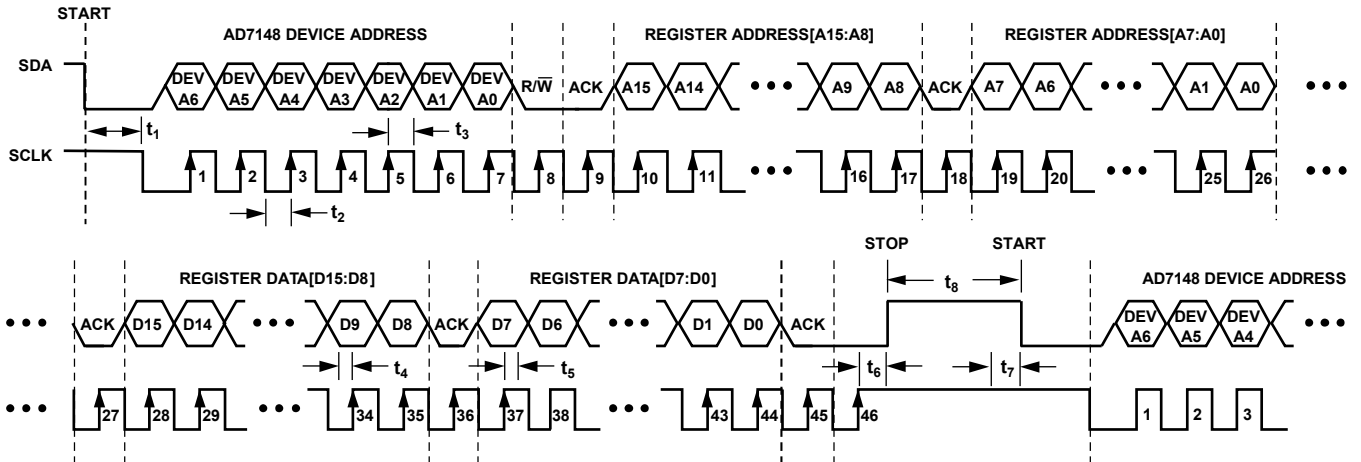 START
AD7148 DEVICE ADDRESS REGISTER ADDRESS[A15:A8] REGISTER ADDRESS[A7:A0]
SDA DEV A6 DEV A5 DEV A4 DEV A3 DEV A2 DEV A1 DEV A0 R/W̅ ACK A15 A14 ••• A9 A8 ACK A7 A6 ••• A1 A0 •••
t1 t3
SCLK 1 2 3 4 5 6 7 8 9 10 11 ••• 16 17 18 19 20 ••• 25 26 •••
t2
STOP START
REGISTER DATA[D15:D8] REGISTER DATA[D7:D0] t8 AD7148 DEVICE ADDRESS
••• ACK D15 D14 ••• D9 D8 ACK D7 D6 ••• D1 D0 ACK DEV A6 DEV A5 DEV A4 •••
t4 t5 t6 t7
••• 27 28 29 ••• 34 35 36 37 38 ••• 43 44 45 46 1 2 3 •••